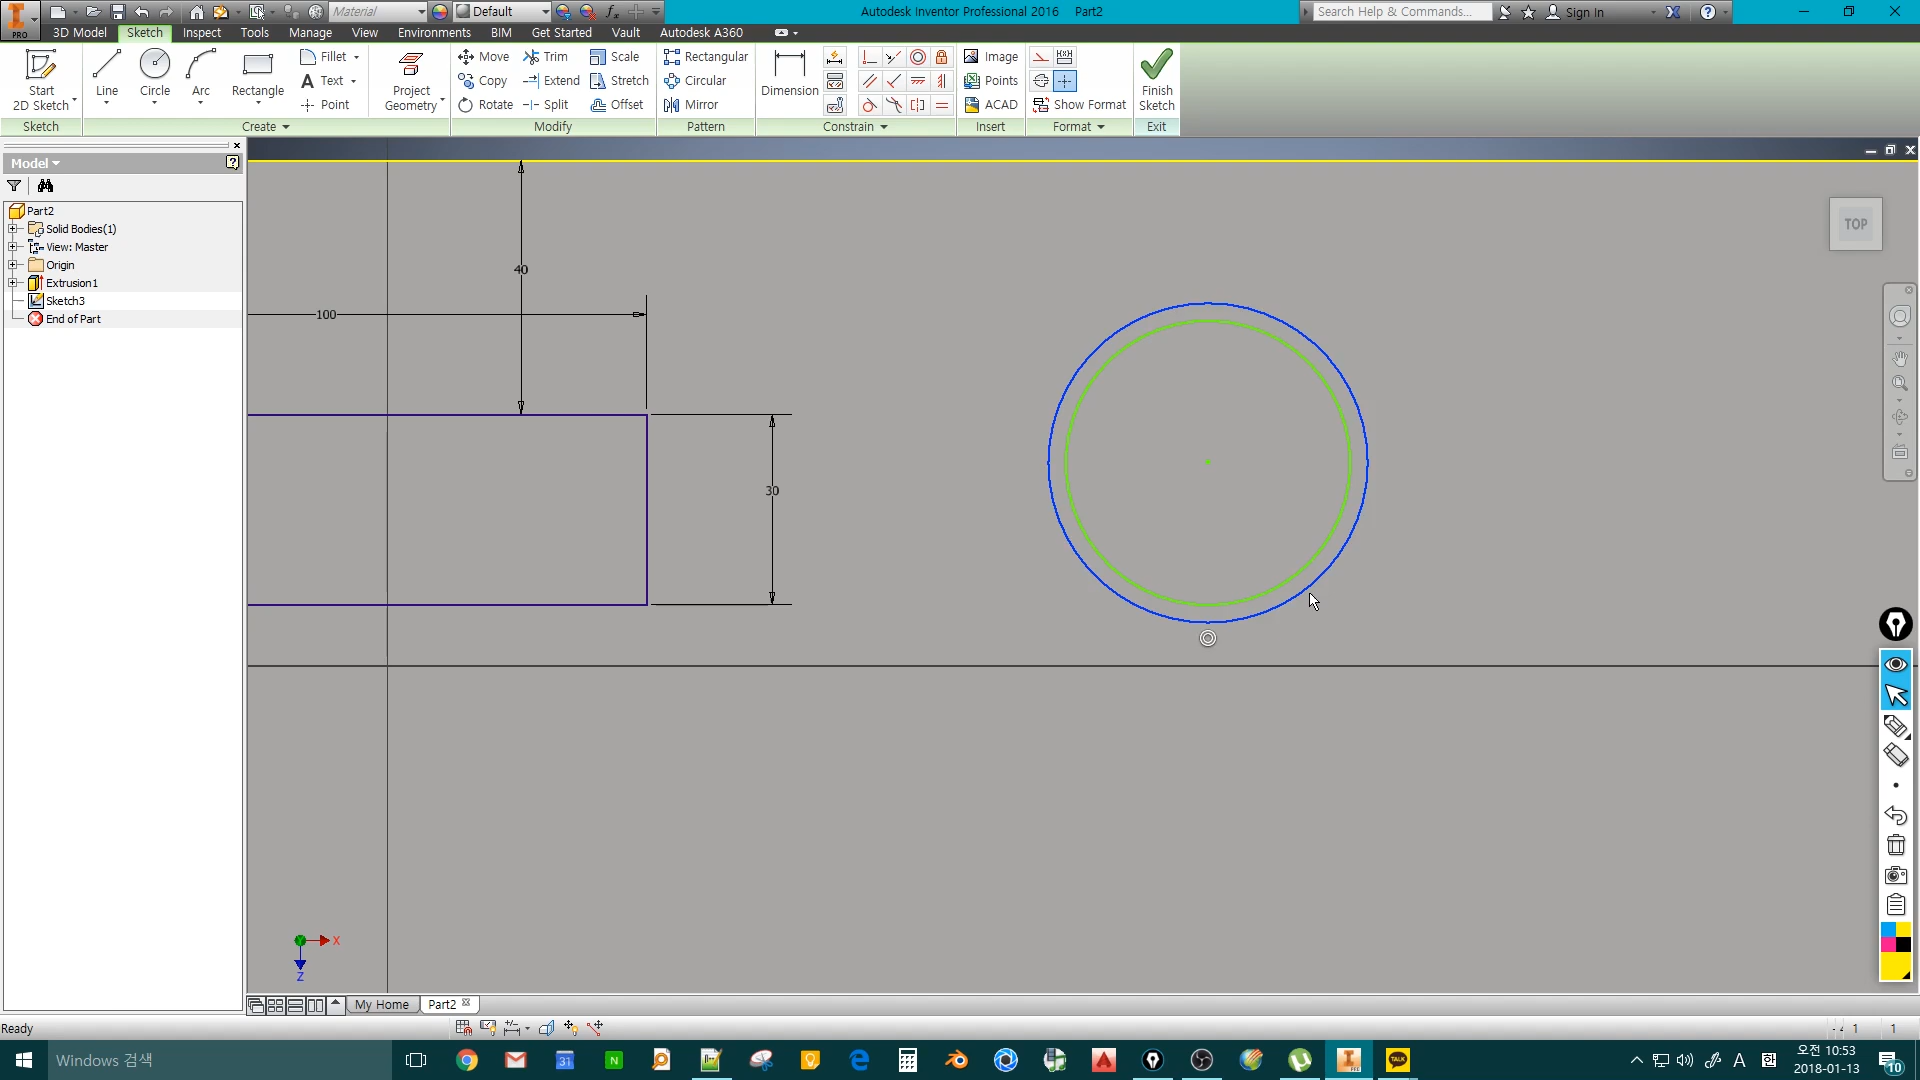 PRO
Material
Default
Autodesk Inventor Professional 2016 Part2
Search Help & Commands...
Sign In
3D Model Sketch Inspect Tools Manage View Environments BIM Get Started Vault Autodesk A360
Start
2D Sketch
Line
Circle
Arc
Rectangle
Fillet
Text
Point
Project
Geometry
Move
Copy
Rotate
Trim
Extend
Split
Scale
Stretch
Offset
Rectangular
Circular
Mirror
Dimension
Image
Points
ACAD
Show Format
Finish
Sketch
Sketch
Create
Modify
Pattern
Constrain
Insert
Format
Exit
Model
Part2
Solid Bodies(1)
View: Master
Origin
Extrusion1
Sketch3
End of Part
40
100
30
TOP
X
Z
My Home
Part2
Ready
1 1
Windows 검색
31
N
TALK
A
오전 10:53
2018-01-13
10